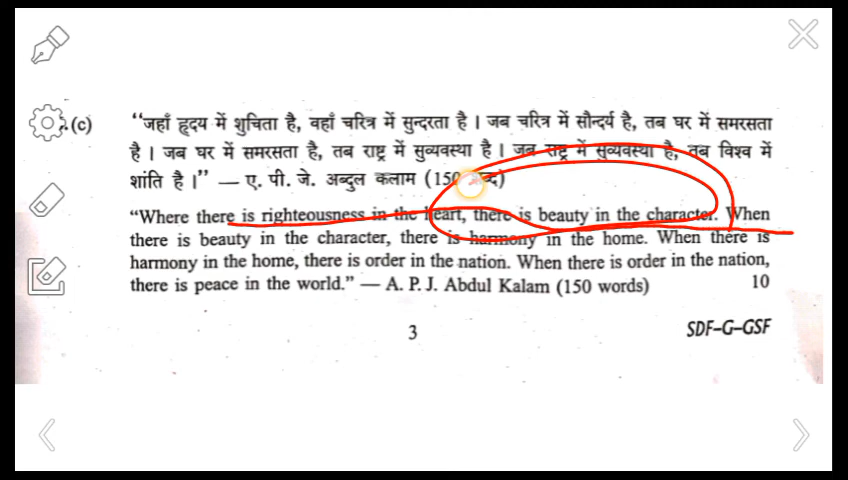 (c) “जहाँ हृदय में शुचिता है, वहाँ चरित्र में सुन्दरता है । जब चरित्र में सौन्दर्य है, तब घर में समरसता
है । जब घर में समरसता है, तब राष्ट्र में सुव्यवस्था है । जब राष्ट्र में सुव्यवस्था है, तब विश्व में
शांति है ।” — ए. पी. जे. अब्दुल कलाम (150 शब्द)
“Where there is righteousness in the heart, there is beauty in the character. When
there is beauty in the character, there is harmony in the home. When there is
harmony in the home, there is order in the nation. When there is order in the nation,
there is peace in the world.” — A. P. J. Abdul Kalam (150 words) 10
3 SDF–G–GSF